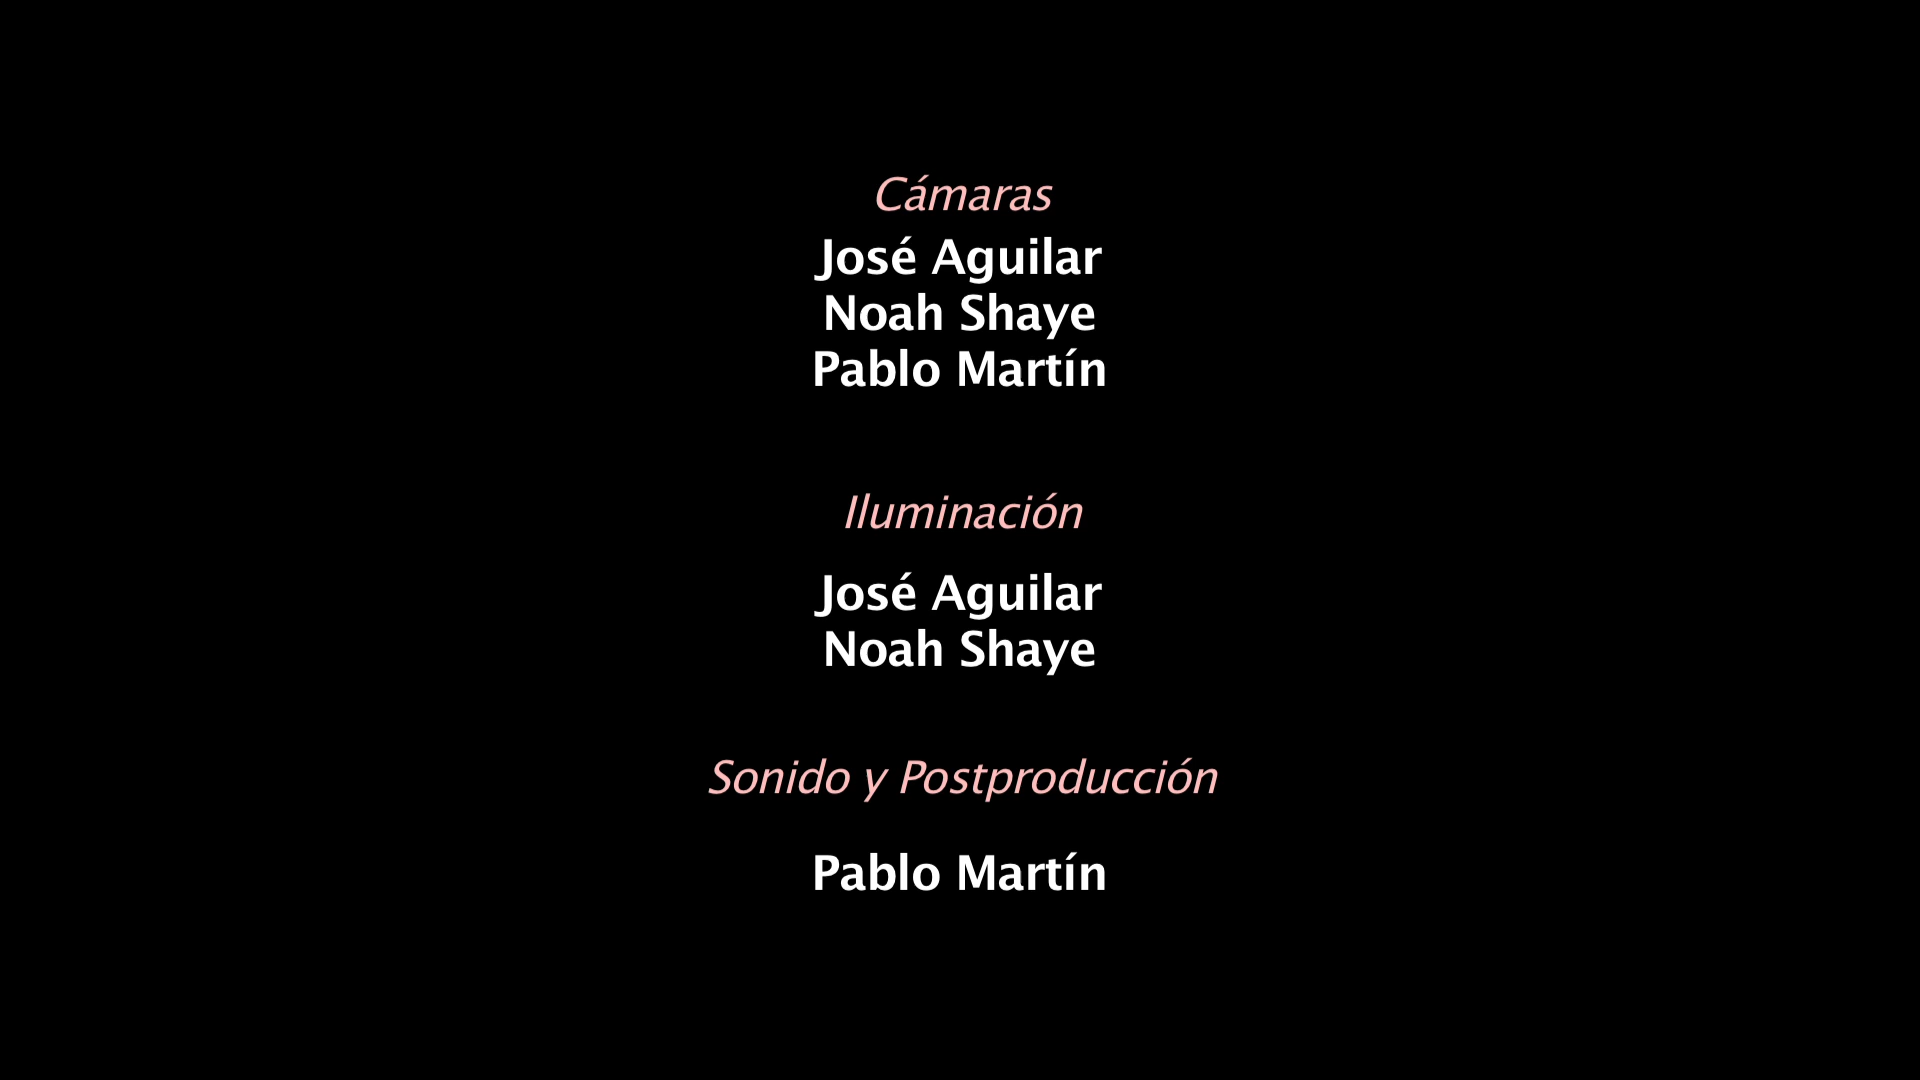 Cámaras
José Aguilar
Noah Shaye
Pablo Martín
Iluminación
José Aguilar
Noah Shaye
Sonido y Postproducción
Pablo Martín